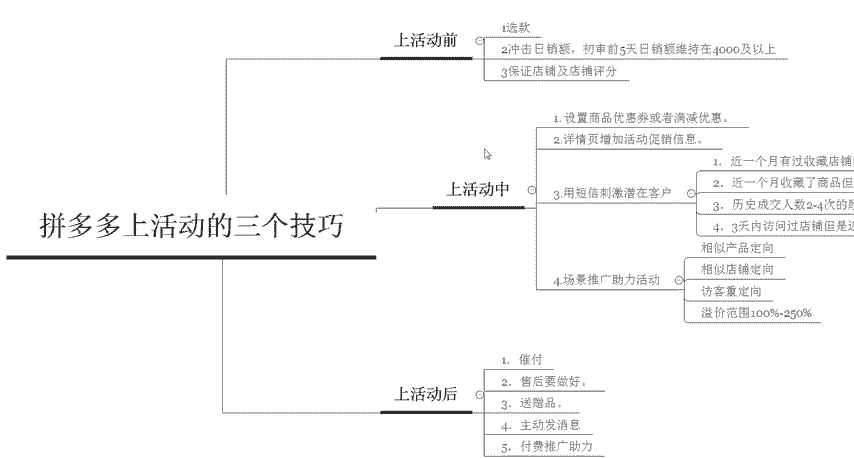 上活动前
1选款
2冲击日销额，初审前5天日销额维持在4000及以上
3保证店铺及店铺评分
拼多多上活动的三个技巧
上活动中
1. 设置商品优惠券或者满减优惠。
2.详情页增加活动促销信息。
3.用短信刺激潜在客户
1. 近一个月有过收藏店铺
2. 近一个月收藏了商品但
3. 历史成交人数2-4次的
4. 3天内访问过店铺但是
4.场景推广助力活动
相似产品定向
相似店铺定向
访客重定向
溢价范围100%-250%
上活动后
1. 催付
2. 售后要做好。
3. 送赠品。
4. 主动发消息
5. 付费推广助力